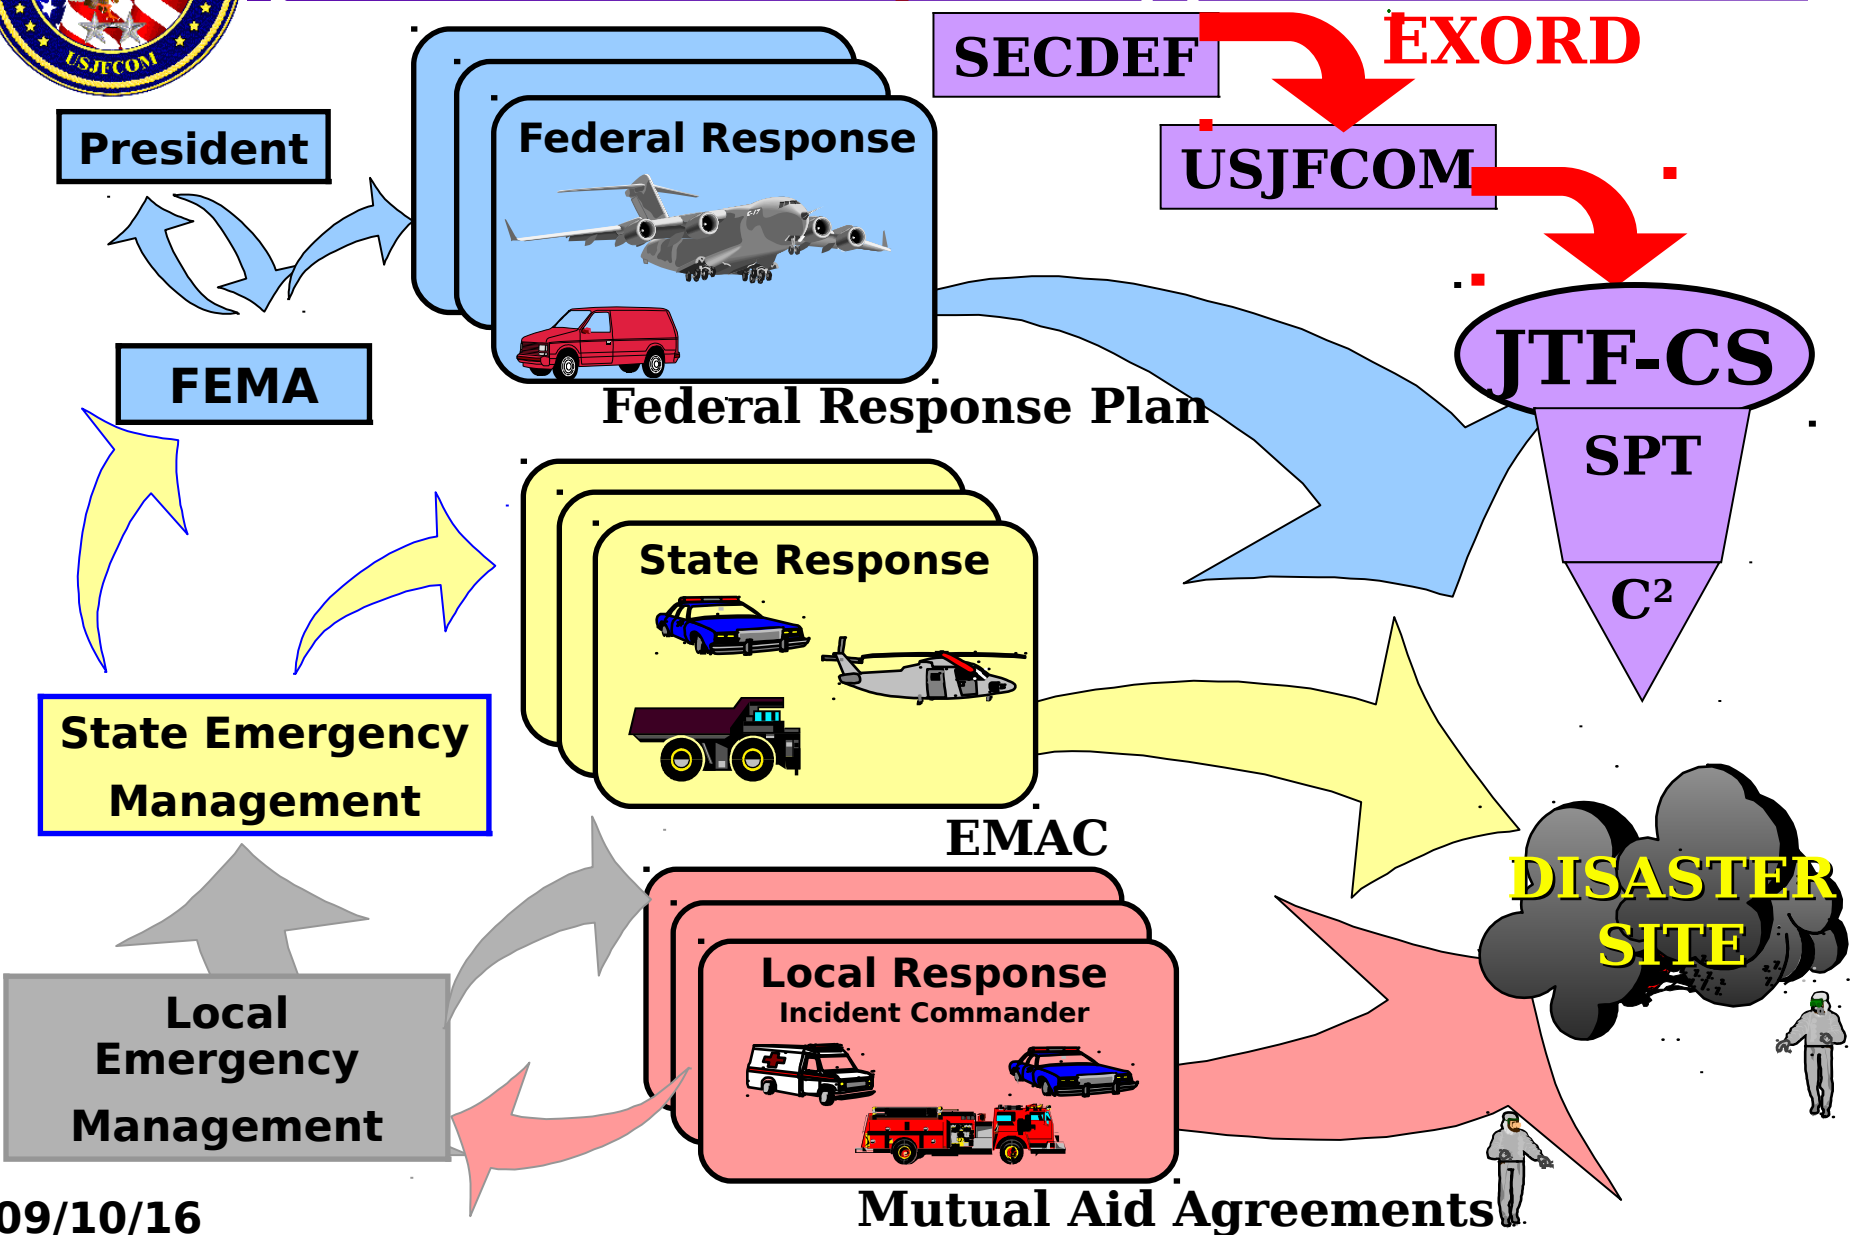 USJFCOM
SECDEF
EXORD
President
Federal Response
C-17
USJFCOM
FEMA
Federal Response Plan
JTF-CS
SPT
C²
State Response
State Emergency
Management
EMAC
DISASTER
SITE
Local Response
Incident Commander
Local
Emergency
Management
Mutual Aid Agreements
09/10/16